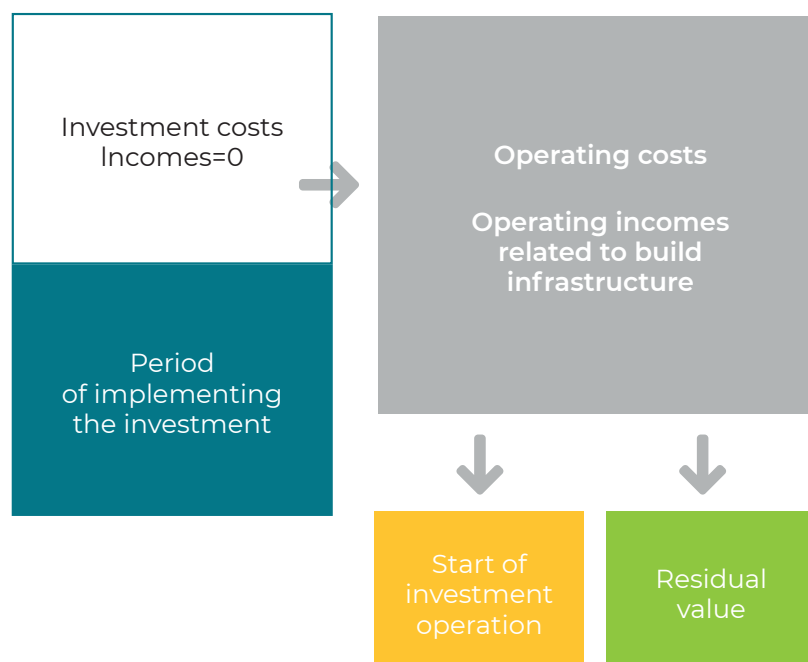 Investment costs
Incomes=0
Operating costs
Operating incomes
related to build
infrastructure
Period
of implementing
the investment
Start of
investment
operation
Residual
value